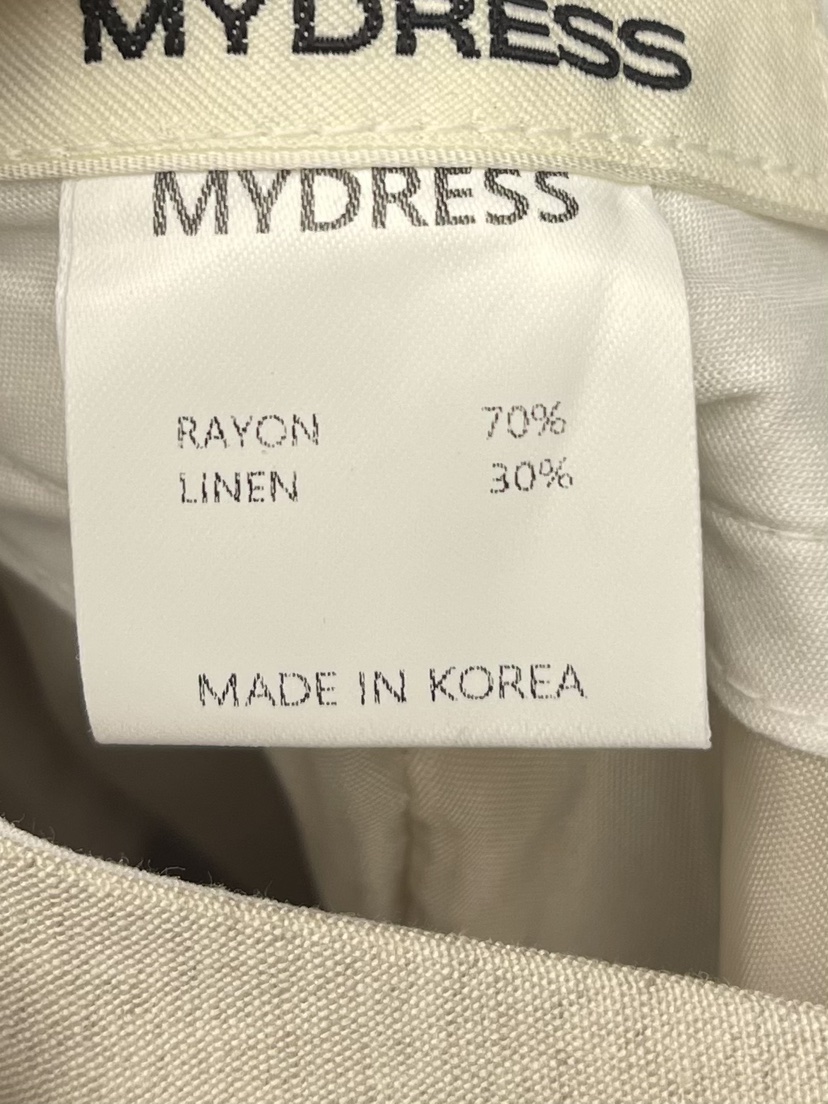 MYDRESS
MYDRESS
RAYON 70%
LINEN 30%
MADE IN KOREA